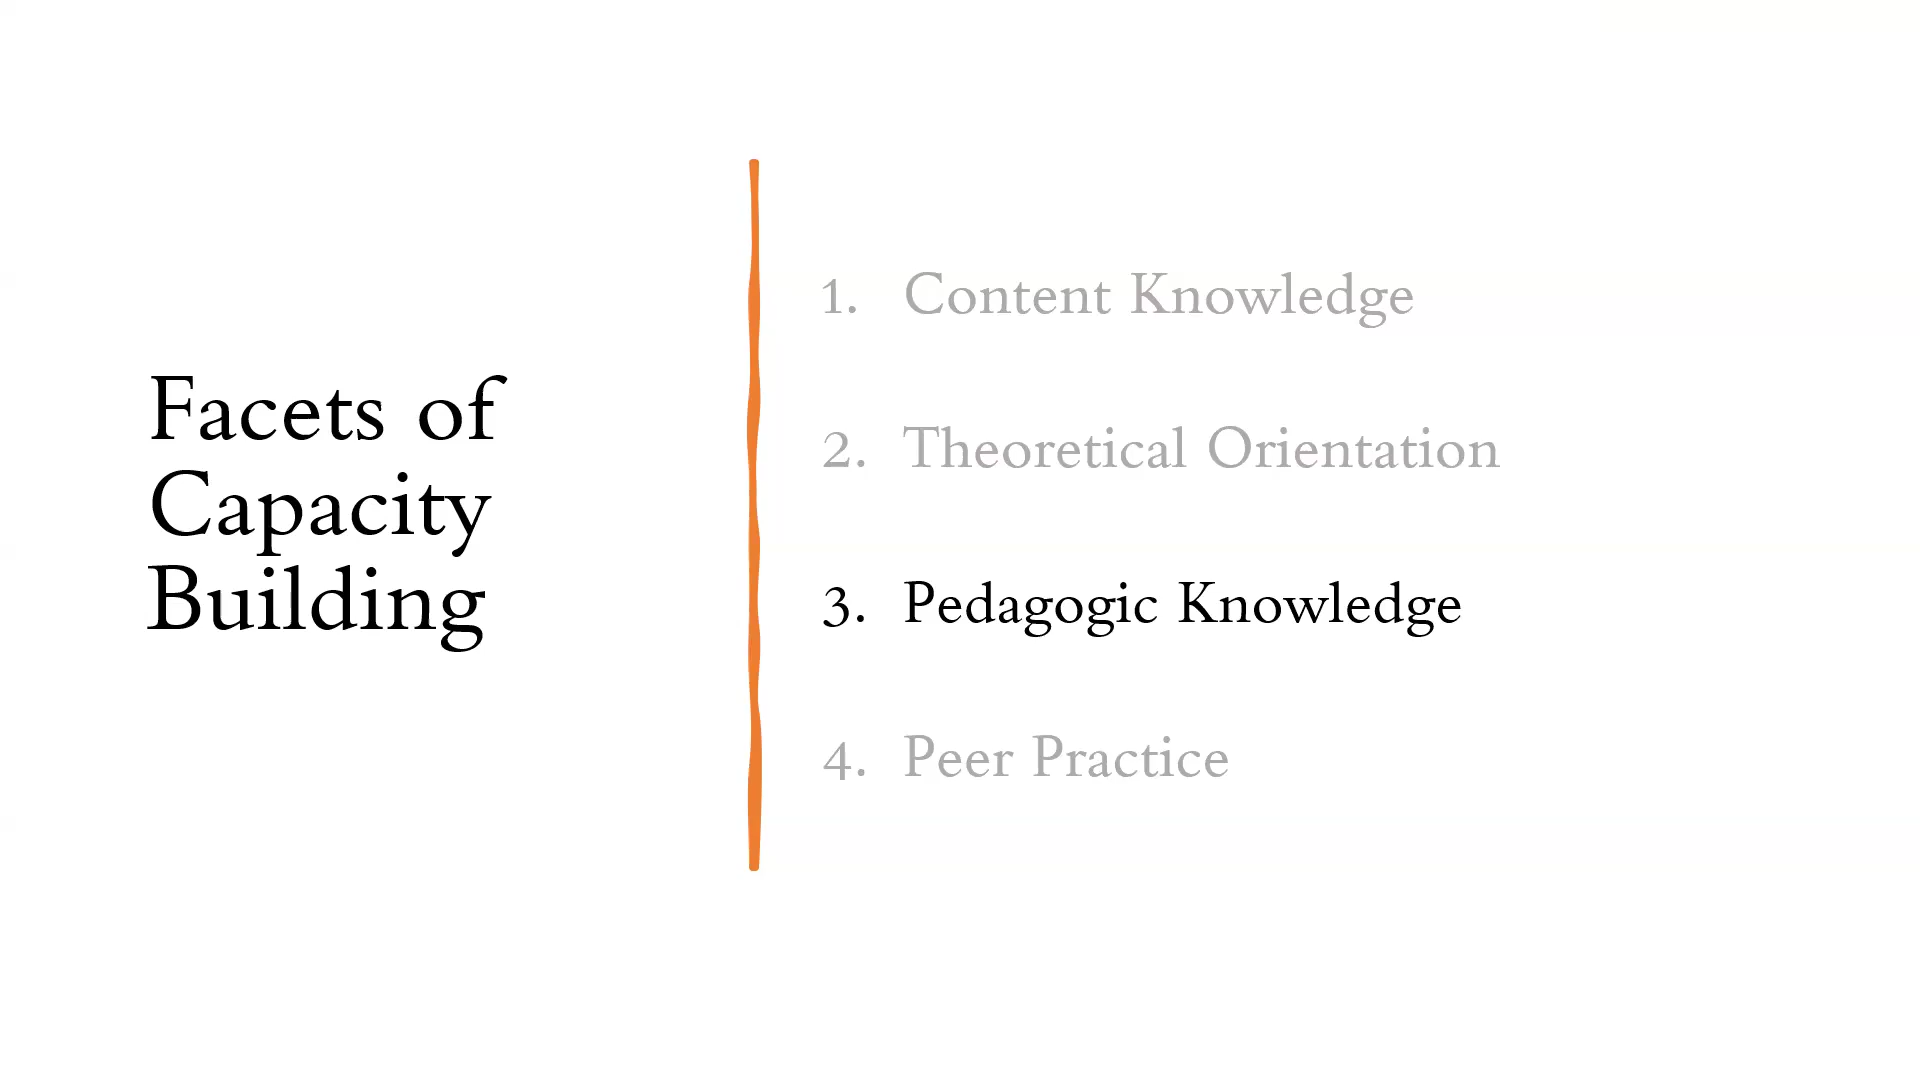 Facets of
Capacity
Building
1. Content Knowledge
2. Theoretical Orientation
3. Pedagogic Knowledge
4. Peer Practice